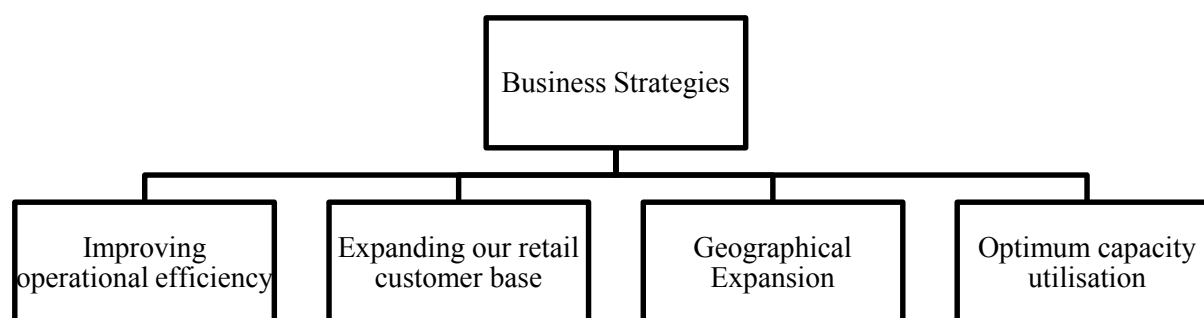 Business Strategies
Improving
operational efficiency
Expanding our retail
customer base
Geographical
Expansion
Optimum capacity
utilisation